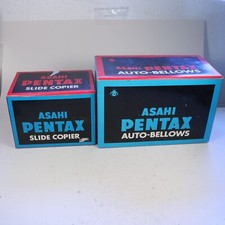 ASAHI
PENTAX
SLIDE COPIER
ASAHI
PENTAX
SLIDE COPIER
ASAHI PENTAX
AUTO-BELLOWS
ASAHI
PENTAX
AUTO-BELLOWS